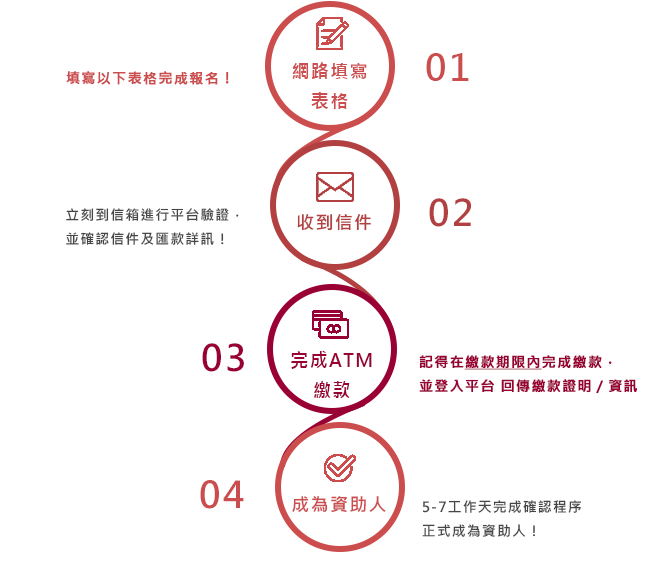 網路填寫
表格
01
填寫以下表格完成報名！
收到信件
02
立刻到信箱進行平台驗證．
並確認信件及匯款詳訊！
03
完成ATM
繳款
記得在繳款期限內完成繳款．
並登入平台 回傳繳款證明 / 資訊
04
成為資助人
5-7工作天完成確認程序
正式成為資助人！